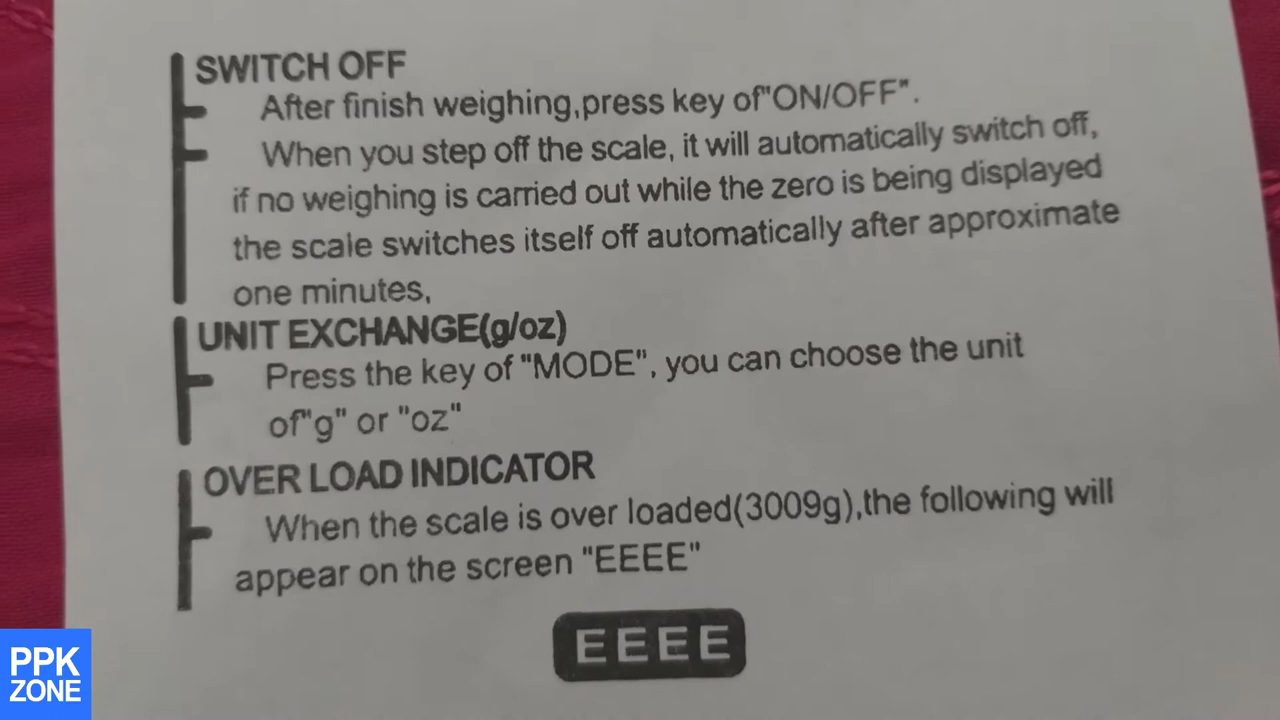 SWITCH OFF
After finish weighing,press key of"ON/OFF".
When you step off the scale, it will automatically switch off,
if no weighing is carried out while the zero is being displayed
the scale switches itself off automatically after approximate
one minutes,
UNIT EXCHANGE(g/oz)
Press the key of "MODE", you can choose the unit
of"g" or "oz"
OVER LOAD INDICATOR
When the scale is over loaded(3009g),the following will
appear on the screen "EEEE"
EEEE
PPK
ZONE